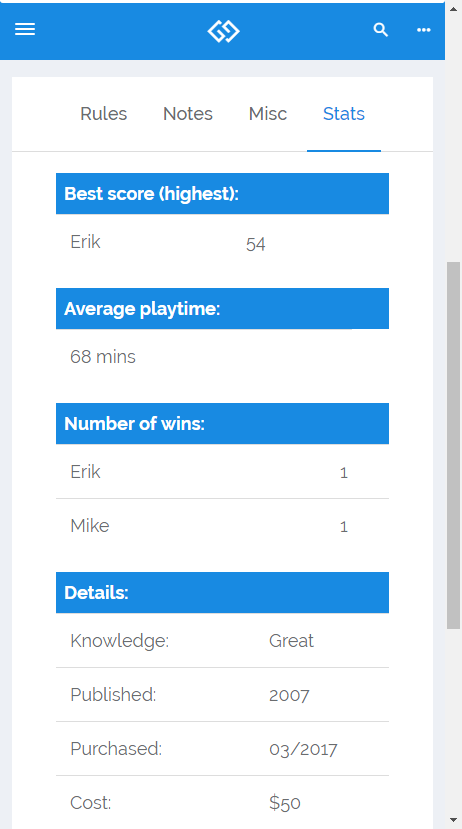 Rules Notes Misc Stats
Best score (highest):
Erik 54
Average playtime:
68 mins
Number of wins:
Erik 1
Mike 1
Details:
Knowledge: Great
Published: 2007
Purchased: 03/2017
Cost: $50